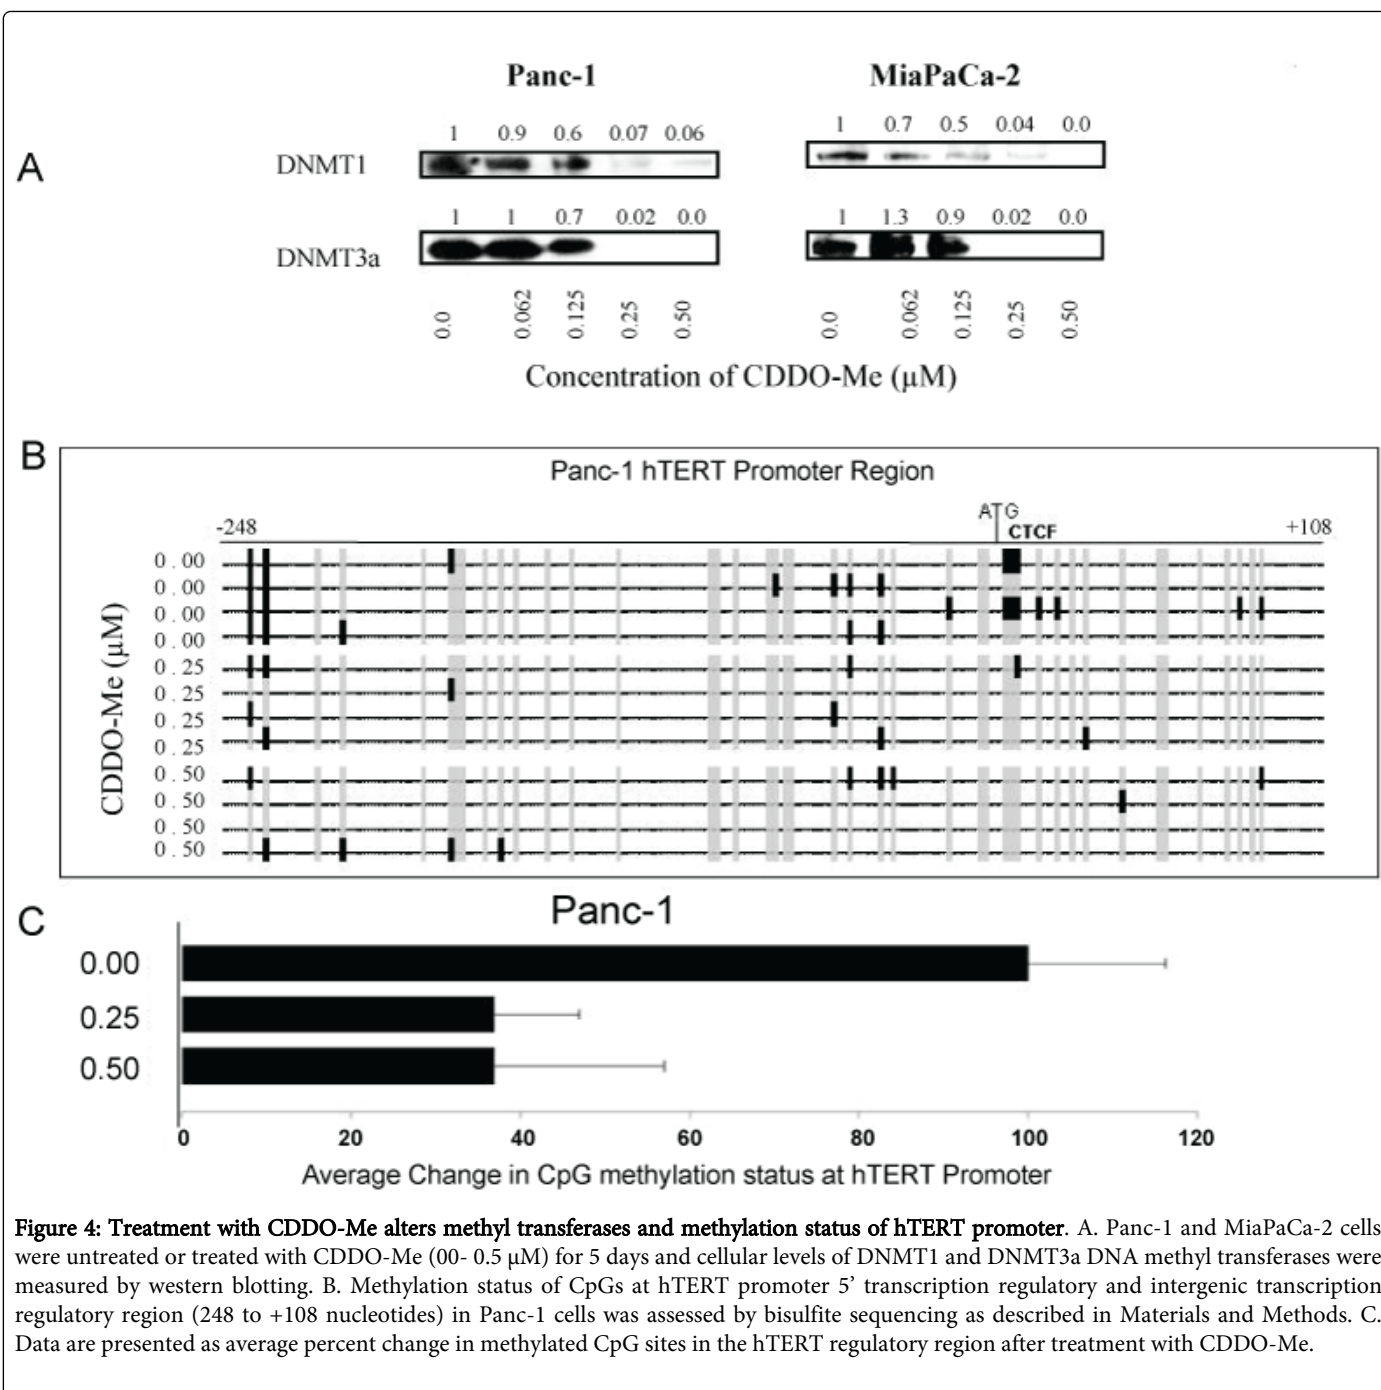 Panc-1 MiaPaCa-2
A
1 0.9 0.6 0.07 0.06 1 0.7 0.5 0.04 0.0
DNMT1
1 1 0.7 0.02 0.0 1 1.3 0.9 0.02 0.0
DNMT3a
0.0 0.062 0.125 0.25 0.50 0.0 0.062 0.125 0.25 0.50
Concentration of CDDO-Me (µM)
B
Panc-1 hTERT Promoter Region
ATG
-248 CTCF +108
CDDO-Me (µM)
0.00
0.00
0.00
0.00
0.25
0.25
0.25
0.25
0.50
0.50
0.50
0.50
C
Panc-1
0.00
0.25
0.50
0 20 40 60 80 100 120
Average Change in CpG methylation status at hTERT Promoter
Figure 4: Treatment with CDDO-Me alters methyl transferases and methylation status of hTERT promoter. A. Panc-1 and MiaPaCa-2 cells
were untreated or treated with CDDO-Me (00- 0.5 µM) for 5 days and cellular levels of DNMT1 and DNMT3a DNA methyl transferases were
measured by western blotting. B. Methylation status of CpGs at hTERT promoter 5’ transcription regulatory and intergenic transcription
regulatory region (248 to +108 nucleotides) in Panc-1 cells was assessed by bisulfite sequencing as described in Materials and Methods. C.
Data are presented as average percent change in methylated CpG sites in the hTERT regulatory region after treatment with CDDO-Me.